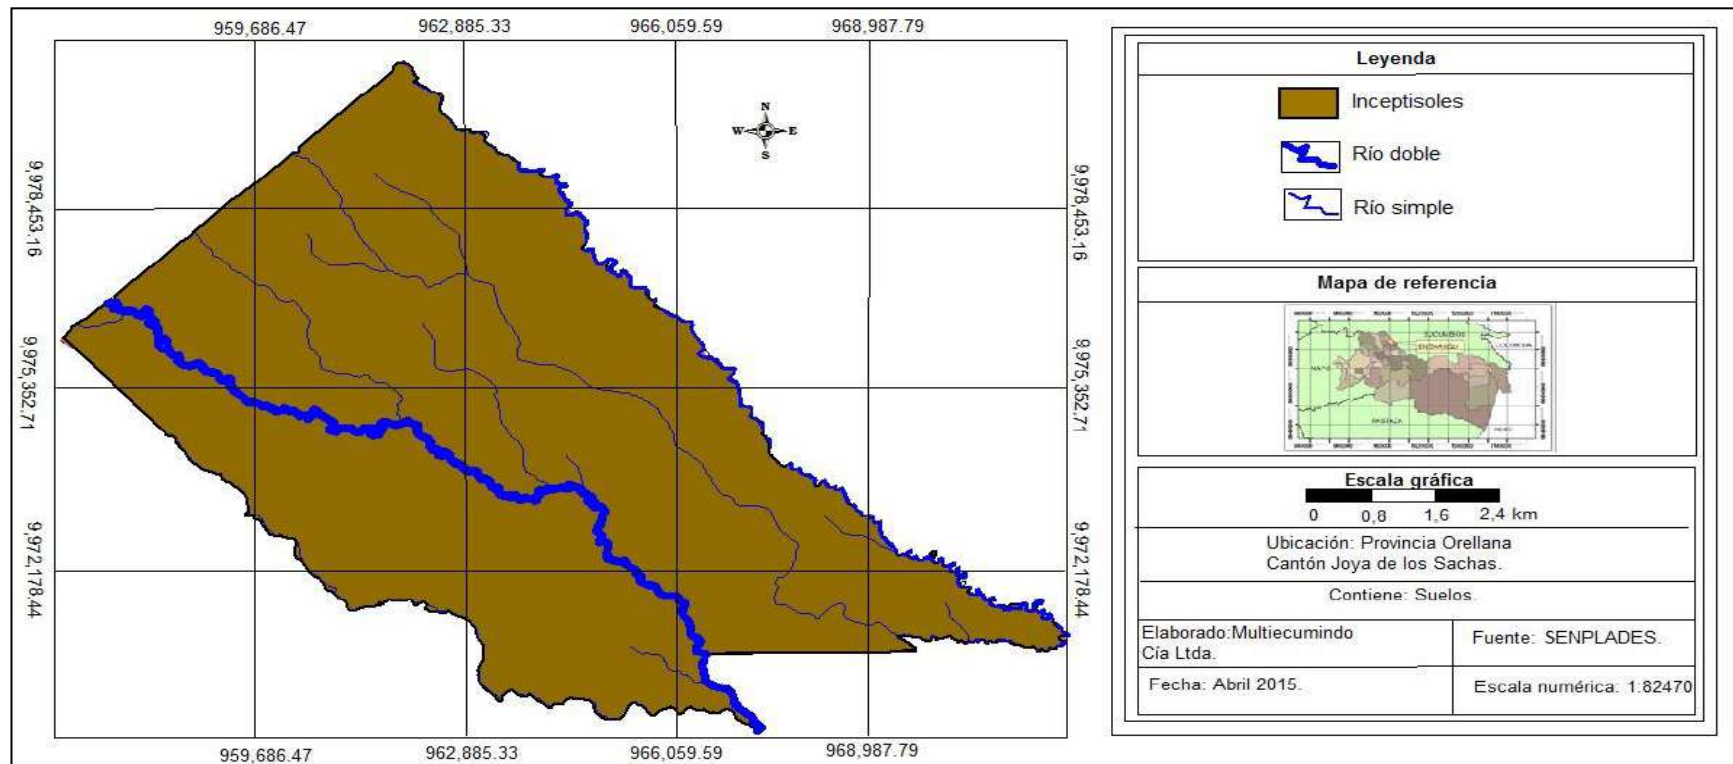 959,686.47
962,885.33
966,059.59
968,987.79
N
W
E
S
9,978,453.16
9,978,453.16
9,975,352.71
9,975,352.71
9,972,178.44
9,972,178.44
959,686.47
962,885.33
966,059.59
968,987.79
Leyenda
Inceptisoles
Río doble
Río simple
Mapa de referencia
SUCUMBIOS
Escala gráfica
0 0,8 1,6 2,4 km
Ubicación: Provincia Orellana
Cantón Joya de los Sachas.
Contiene: Suelos.
Elaborado:Multiecumindo
Cía Ltda.
Fuente: SENPLADES.
Fecha: Abril 2015.
Escala numérica: 1:82470